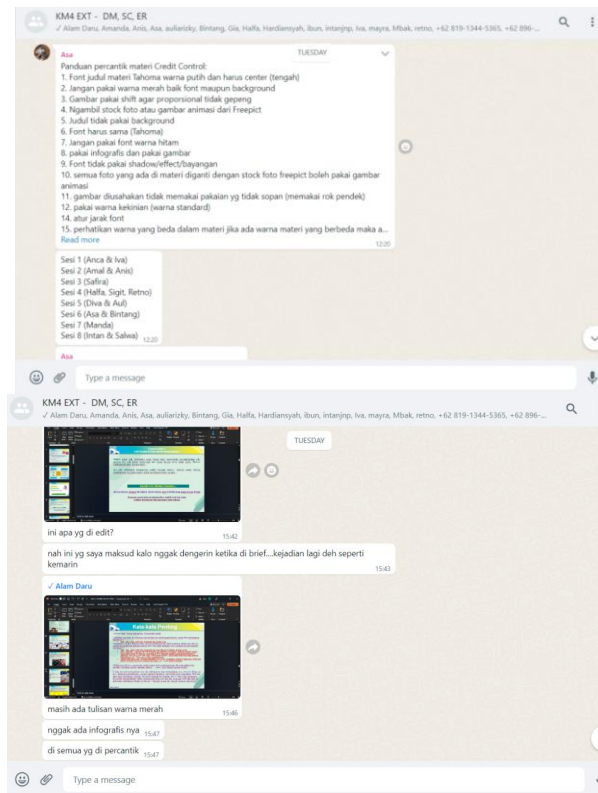 KM4 EXT - DM, SC, ER
✓ Alam Daru, Amanda, Anis, Asa, auliarizky, Bintang, Gia, Halfa, Hardiansyah, ibun, intanjnp, Iva, mayra, Mbak, retno, +62 819-1344-5365, +62 896-...
TUESDAY
Asa
Panduan percantik materi Credit Control:
1. Font judul materi Tahoma warna putih dan harus center (tengah)
2. Jangan pakai warna merah baik font maupun background
3. Gambar pakai shift agar proporsional tidak gepeng
4. Ngambil stock foto atau gambar animasi dari Freepict
5. Judul tidak pakai background
6. Font harus sama (Tahoma)
7. Jangan pakai font warna hitam
8. pakai infografis dan pakai gambar
9. Font tidak pakai shadow/effect/bayangan
10. semua foto yang ada di materi diganti dengan stock foto freepict boleh pakai gambar
animasi
11. gambar diusahakan tidak memakai pakaian yg tidak sopan (memakai rok pendek)
12. pakai warna kekinian (warna standard)
14. atur jarak font
15. perhatikan warna yang beda dalam materi jika ada warna materi yang berbeda maka a...
Read more
12:20
Sesi 1 (Anca & Iva)
Sesi 2 (Amal & Anis)
Sesi 3 (Safira)
Sesi 4 (Halfa, Sigit, Retno)
Sesi 5 (Diva & Aul)
Sesi 6 (Asa & Bintang)
Sesi 7 (Manda)
Sesi 8 (Intan & Salwa)
12:20
Asa
Type a message
KM4 EXT - DM, SC, ER
✓ Alam Daru, Amanda, Anis, Asa, auliarizky, Bintang, Gia, Halfa, Hardiansyah, ibun, intanjnp, Iva, mayra, Mbak, retno, +62 819-1344-5365, +62 896-...
TUESDAY
ini apa yg di edit?
15:42
nah ini yg saya maksud kalo nggak dengerin ketika di brief....kejadian lagi deh seperti
kemarin
15:43
✓ Alam Daru
Kata-kata Penting
masih ada tulisan warna merah
15:46
nggak ada infografis nya
15:47
di semua yg di percantik
15:47
Type a message